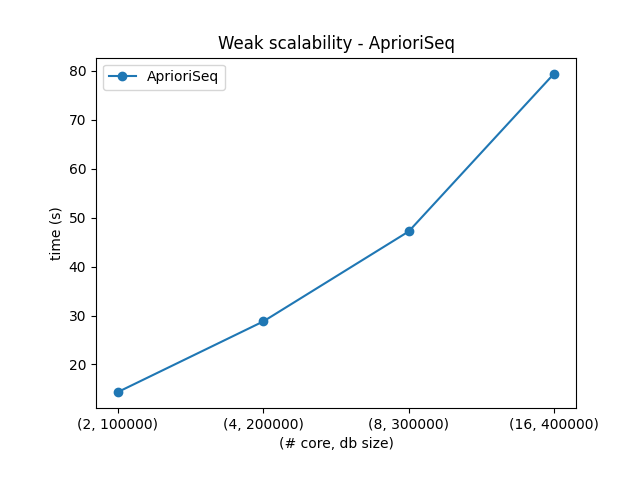 Weak scalability - AprioriSeq
AprioriSeq
80
70
60
50
40
30
20
time (s)
(2, 100000)
(4, 200000)
(8, 300000)
(16, 400000)
(# core, db size)